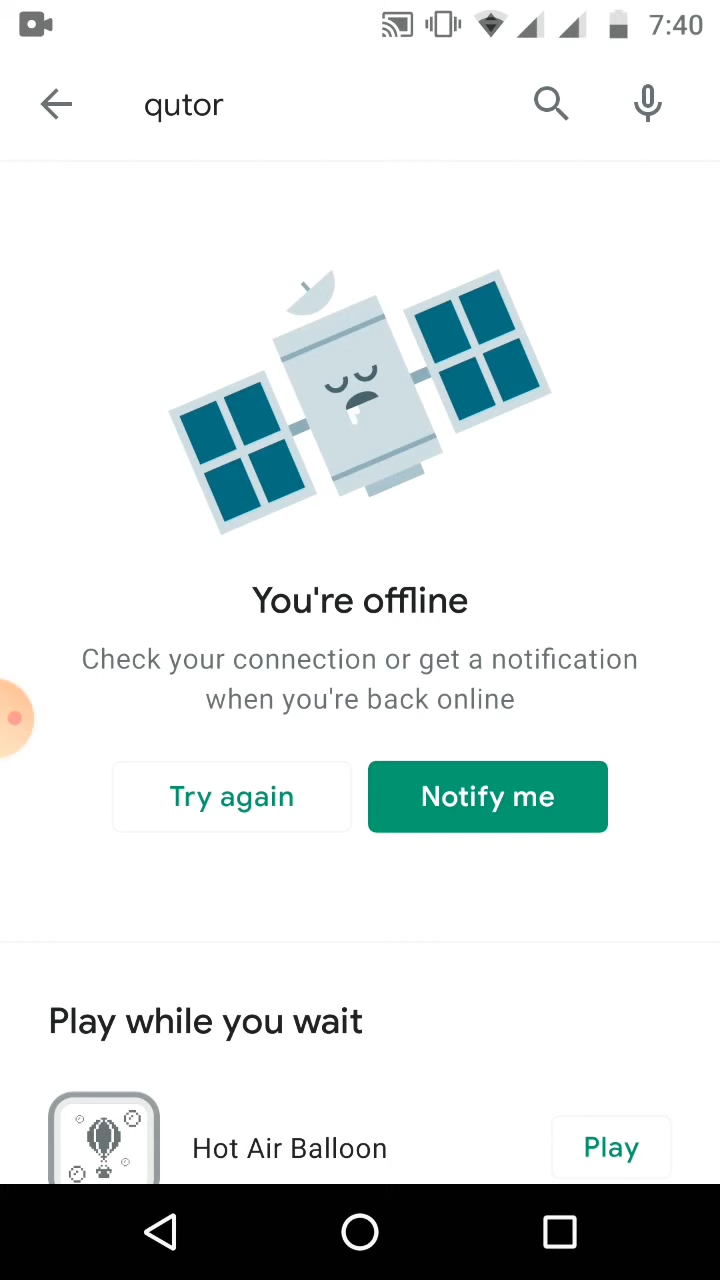 7:40
qutor
You're offline
Check your connection or get a notification
when you're back online
Try again
Notify me
Play while you wait
Hot Air Balloon
Play